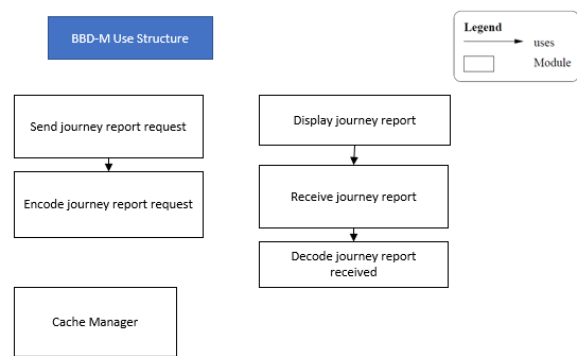 BBD-M Use Structure
Legend
uses
Module
Send journey report request
Display journey report
Encode journey report request
Receive journey report
Decode journey report
received
Cache Manager